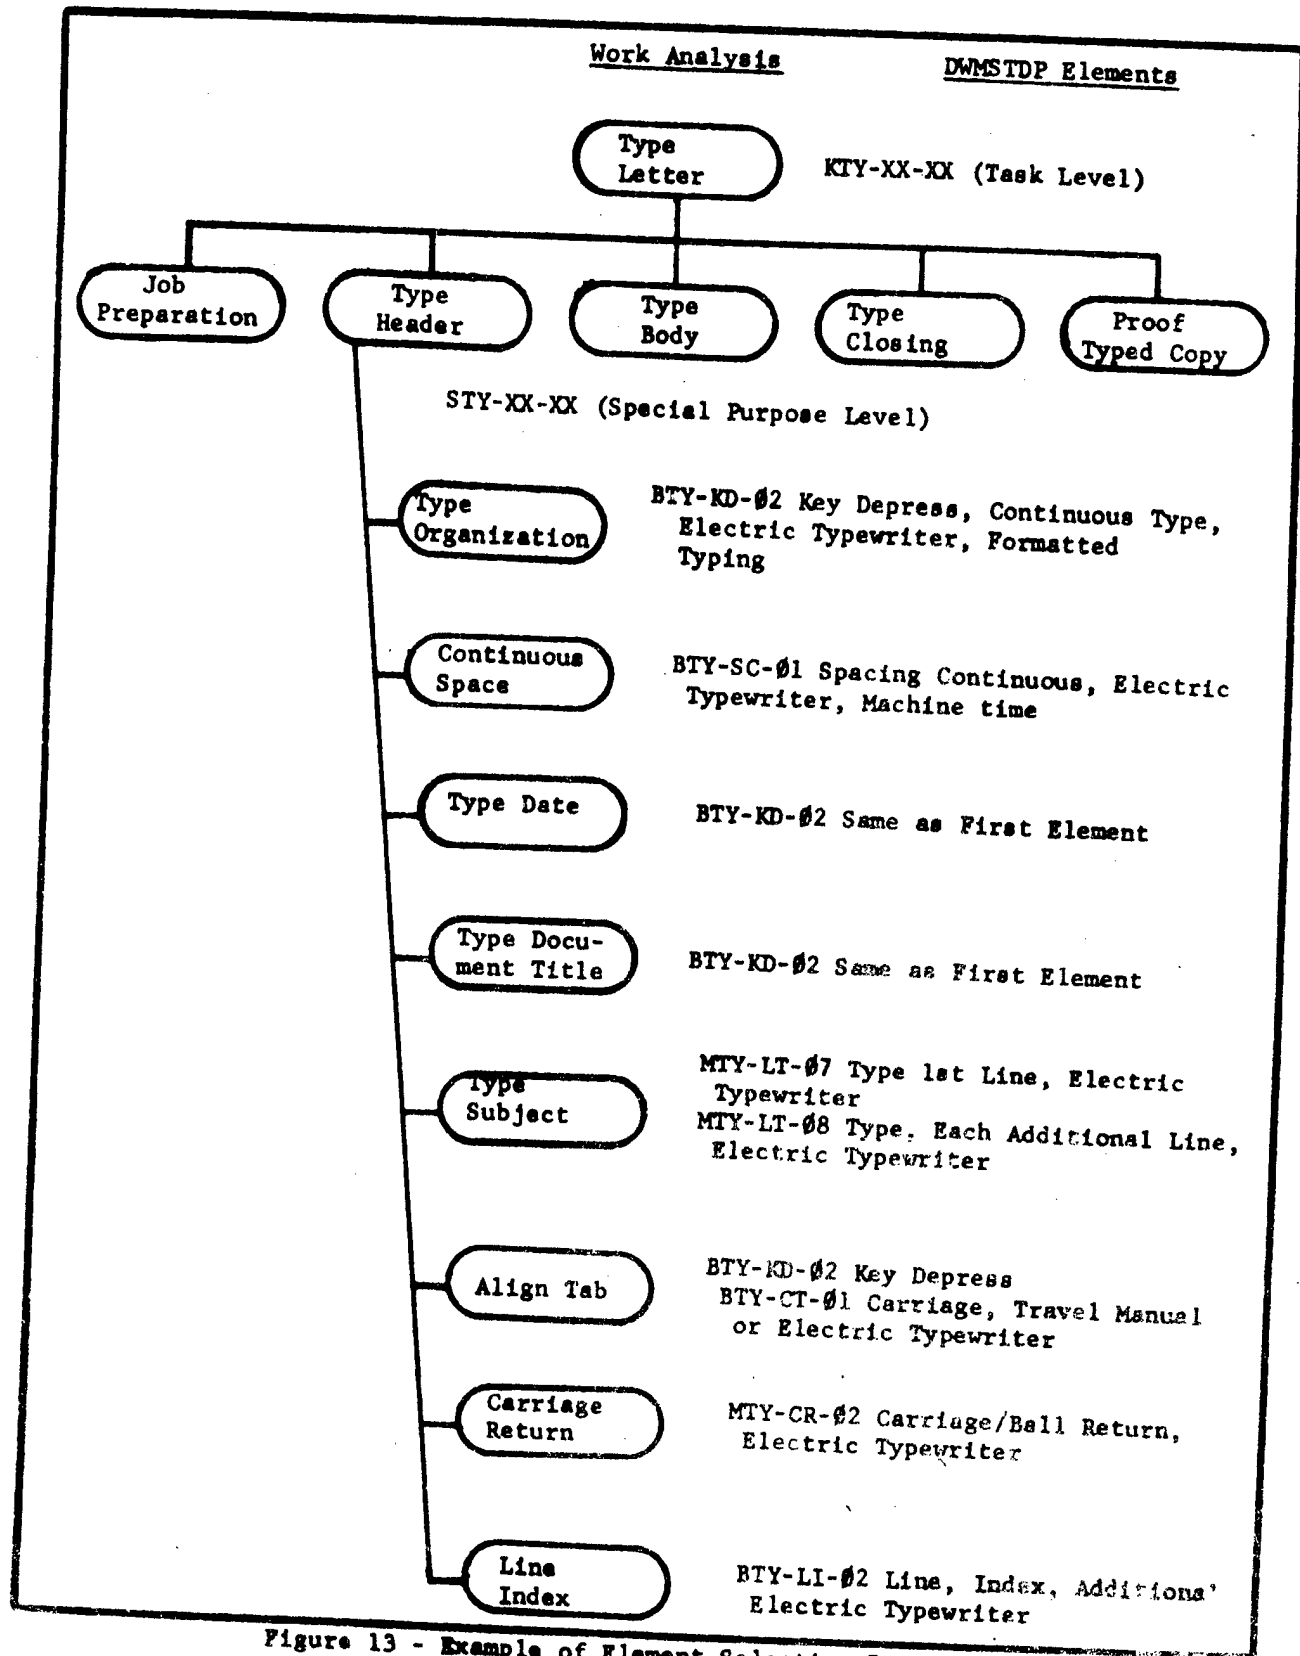 Work Analysis
DWMSTDP Elements
Type
Letter
KTY-XX-XX (Task Level)
Job
Preparation
Type
Header
Type
Body
Type
Closing
Proof
Typed Copy
STY-XX-XX (Special Purpose Level)
Type
Organization
BTY-KD-Ø2 Key Depress, Continuous Type,
Electric Typewriter, Formatted
Typing
Continuous
Space
BTY-SC-Ø1 Spacing Continuous, Electric
Typewriter, Machine time
Type Date
BTY-KD-Ø2 Same as First Element
Type Docu-
ment Title
BTY-KD-Ø2 Same as First Element
Type
Subject
MTY-LT-Ø7 Type 1st Line, Electric
Typewriter
MTY-LT-Ø8 Type, Each Additional Line,
Electric Typewriter
Align Tab
BTY-KD-Ø2 Key Depress
BTY-CT-Ø1 Carriage, Travel Manual
or Electric Typewriter
Carriage
Return
MTY-CR-Ø2 Carriage/Ball Return,
Electric Typewriter
Line
Index
BTY-LI-Ø2 Line, Index, Additional
Electric Typewriter
Figure 13 - Example of Element